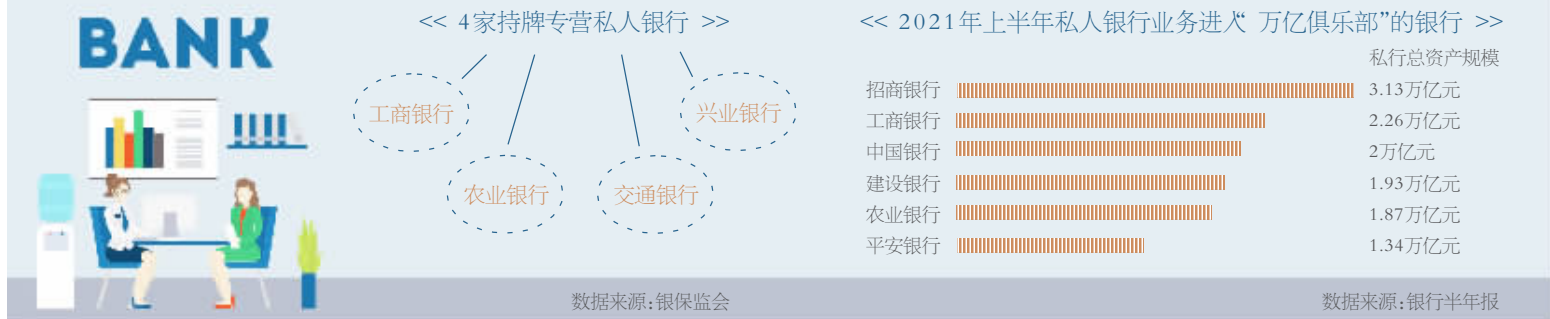 BANK
<< 4家持牌专营私人银行 >>
工商银行
兴业银行
农业银行
交通银行
数据来源:银保监会
<< 2021年上半年私人银行业务进入“万亿俱乐部”的银行 >>
私行总资产规模
招商银行 3.13万亿元
工商银行 2.26万亿元
中国银行 2万亿元
建设银行 1.93万亿元
农业银行 1.87万亿元
平安银行 1.34万亿元
数据来源:银行半年报